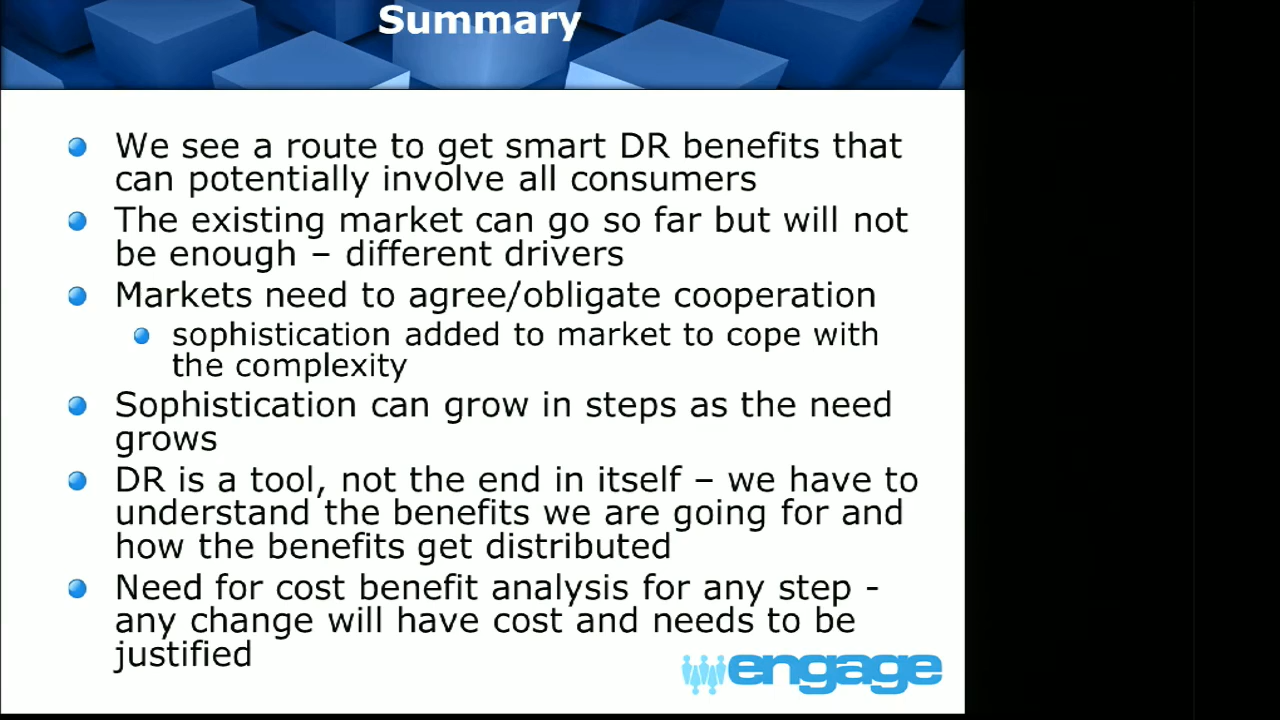 Summary
We see a route to get smart DR benefits that
can potentially involve all consumers
The existing market can go so far but will not
be enough – different drivers
Markets need to agree/obligate cooperation
sophistication added to market to cope with
the complexity
Sophistication can grow in steps as the need
grows
DR is a tool, not the end in itself – we have to
understand the benefits we are going for and
how the benefits get distributed
Need for cost benefit analysis for any step -
any change will have cost and needs to be
justified
engage